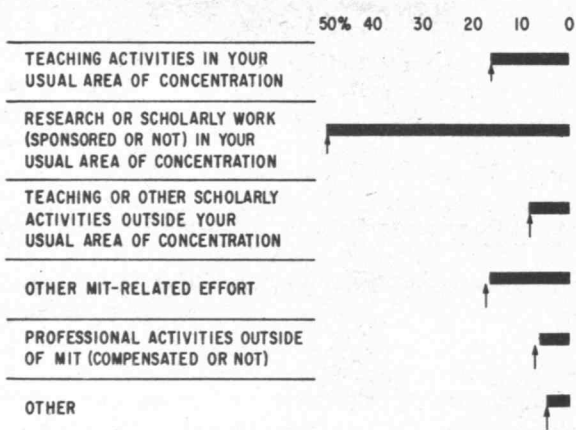 50% 40 30 20 10 0
TEACHING ACTIVITIES IN YOUR
USUAL AREA OF CONCENTRATION
RESEARCH OR SCHOLARLY WORK
(SPONSORED OR NOT) IN YOUR
USUAL AREA OF CONCENTRATION
TEACHING OR OTHER SCHOLARLY
ACTIVITIES OUTSIDE YOUR
USUAL AREA OF CONCENTRATION
OTHER MIT-RELATED EFFORT
PROFESSIONAL ACTIVITIES OUTSIDE
OF MIT (COMPENSATED OR NOT)
OTHER